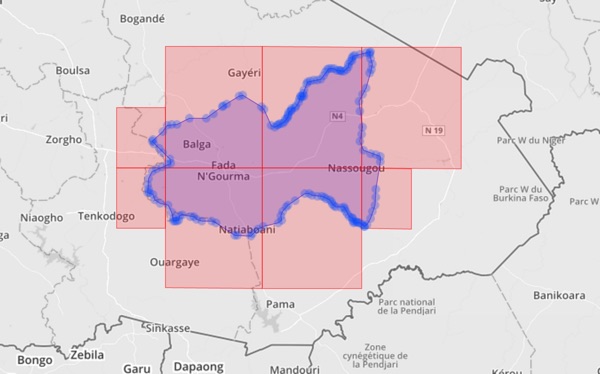 Bogandé
Boulsa
Gayéri
N4
N 19
Zorgho
Balga
Parc W du Niger
Fada
N'Gourma
Nassougou
Parc W du
Burkina Faso
Parc W
Niaogho
Tenkodogo
Natiabeani
Ouargaye
Banikoara
Pama
Parc national
de la Pendjari
Sinkasse
Bongo
Zebila
Garu
Dapaong
Mandouri
Zone
cynégétique de
la Pendjari
Kérou